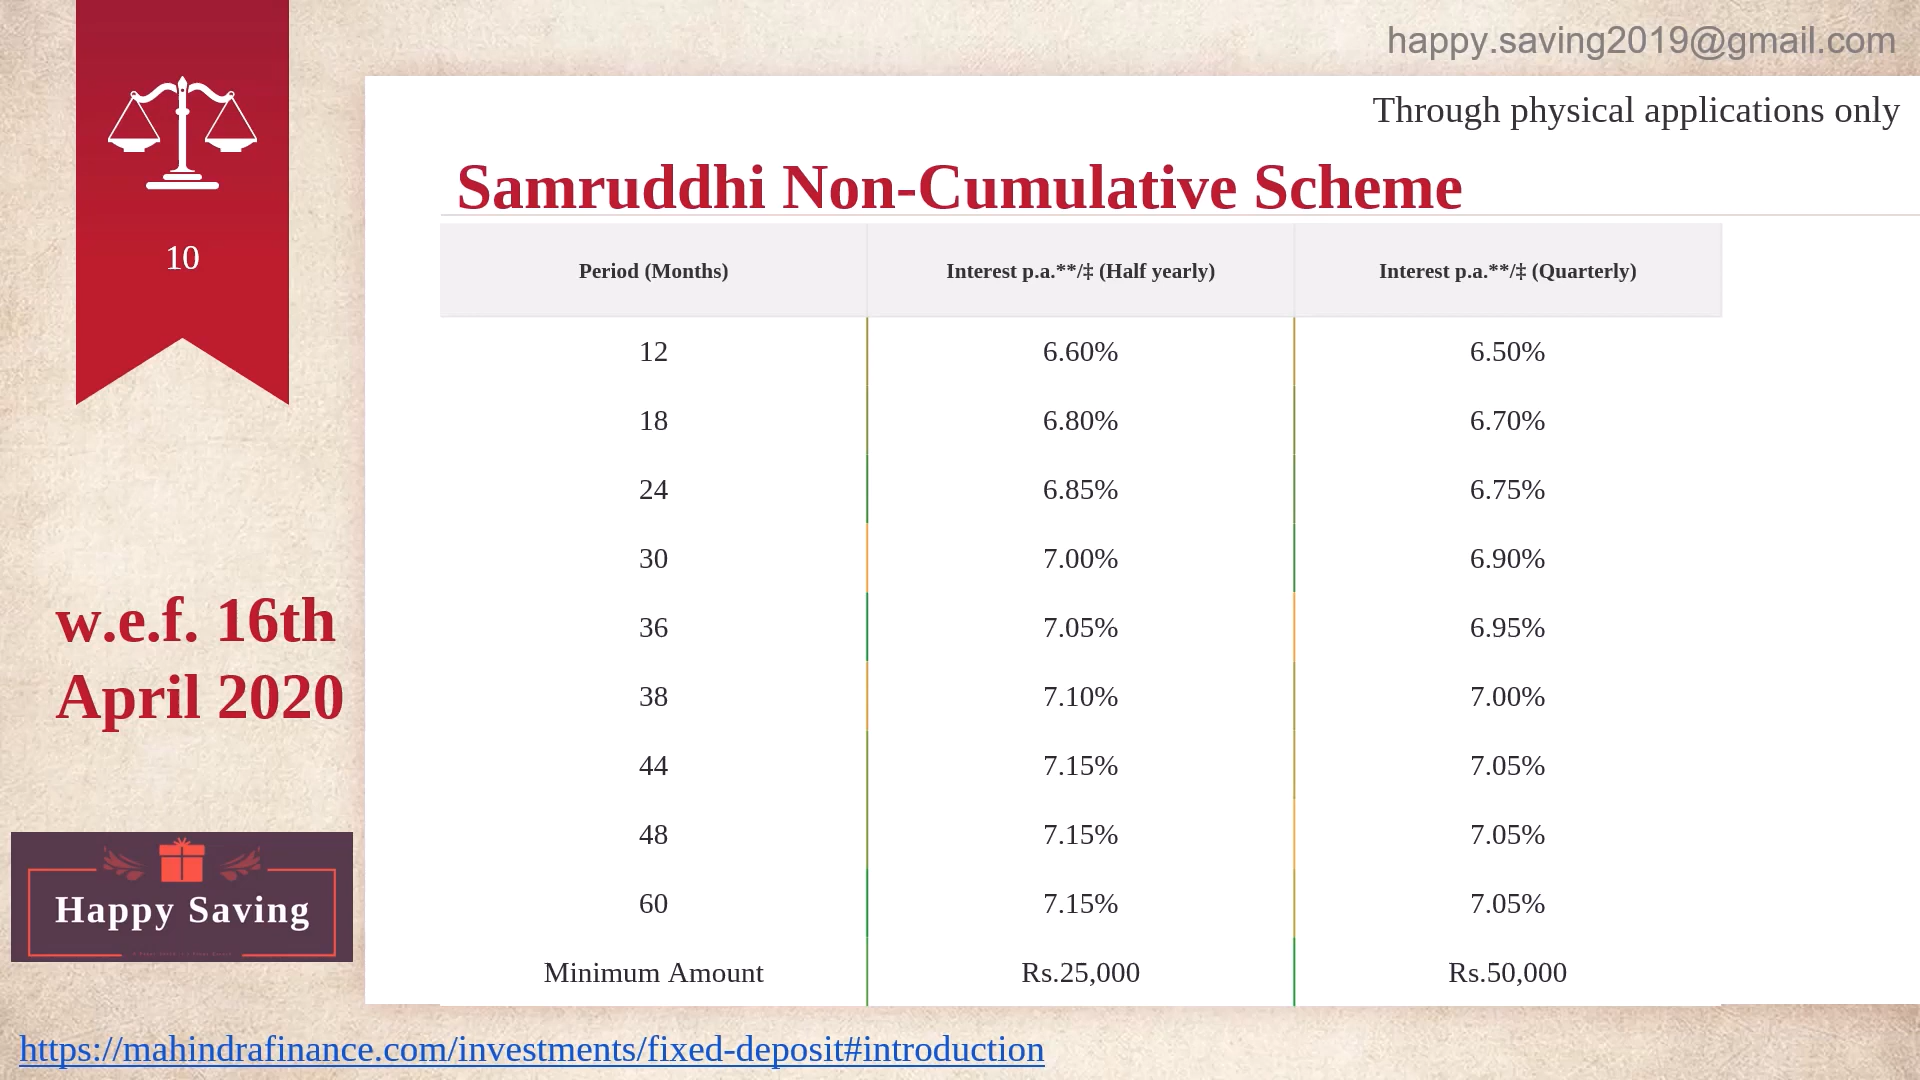 happy.saving2019@gmail.com
Through physical applications only
Samruddhi Non-Cumulative Scheme
10
Period (Months) Interest p.a.**/‡ (Half yearly) Interest p.a.**/‡ (Quarterly)
12 6.60% 6.50%
18 6.80% 6.70%
24 6.85% 6.75%
30 7.00% 6.90%
36 7.05% 6.95%
38 7.10% 7.00%
44 7.15% 7.05%
48 7.15% 7.05%
60 7.15% 7.05%
Minimum Amount Rs.25,000 Rs.50,000
w.e.f. 16th
April 2020
Happy Saving
https://mahindrafinance.com/investments/fixed-deposit#introduction